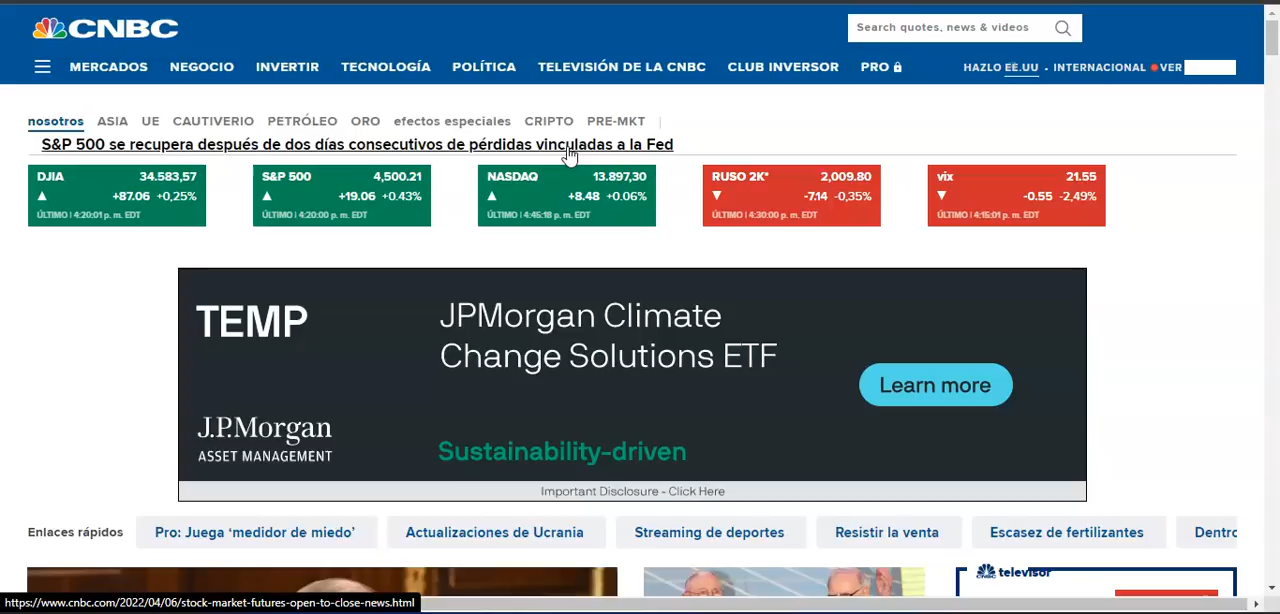 CNBC
Search quotes, news & videos
MERCADOS NEGOCIO INVERTIR TECNOLOGÍA POLÍTICA TELEVISIÓN DE LA CNBC CLUB INVERSOR PRO HAZLO EE.UU • INTERNACIONAL VER
nosotros ASIA UE CAUTIVERIO PETRÓLEO ORO efectos especiales CRIPTO PRE-MKT
S&P 500 se recupera después de dos días consecutivos de pérdidas vinculadas a la Fed
DJIA 34.583,57
+87.06 +0,25%
ÚLTIMO | 4:20:01 p. m. EDT
S&P 500 4,500.21
+19.06 +0.43%
ÚLTIMO | 4:20:00 p. m. EDT
NASDAQ 13.897,30
+8.48 +0.06%
ÚLTIMO | 4:45:18 p. m. EDT
RUSO 2K* 2,009.80
-7.14 -0,35%
ÚLTIMO | 4:30:00 p. m. EDT
vix 21.55
-0.55 -2,49%
ÚLTIMO | 4:15:01 p. m. EDT
TEMP
JPMorgan Climate
Change Solutions ETF
Learn more
J.P.Morgan
ASSET MANAGEMENT
Sustainability-driven
Important Disclosure - Click Here
Enlaces rápidos Pro: Juega ‘medidor de miedo’ Actualizaciones de Ucrania Streaming de deportes Resistir la venta Escasez de fertilizantes Dentro
CNBC televisor
https://www.cnbc.com/2022/04/06/stock-market-futures-open-to-close-news.html